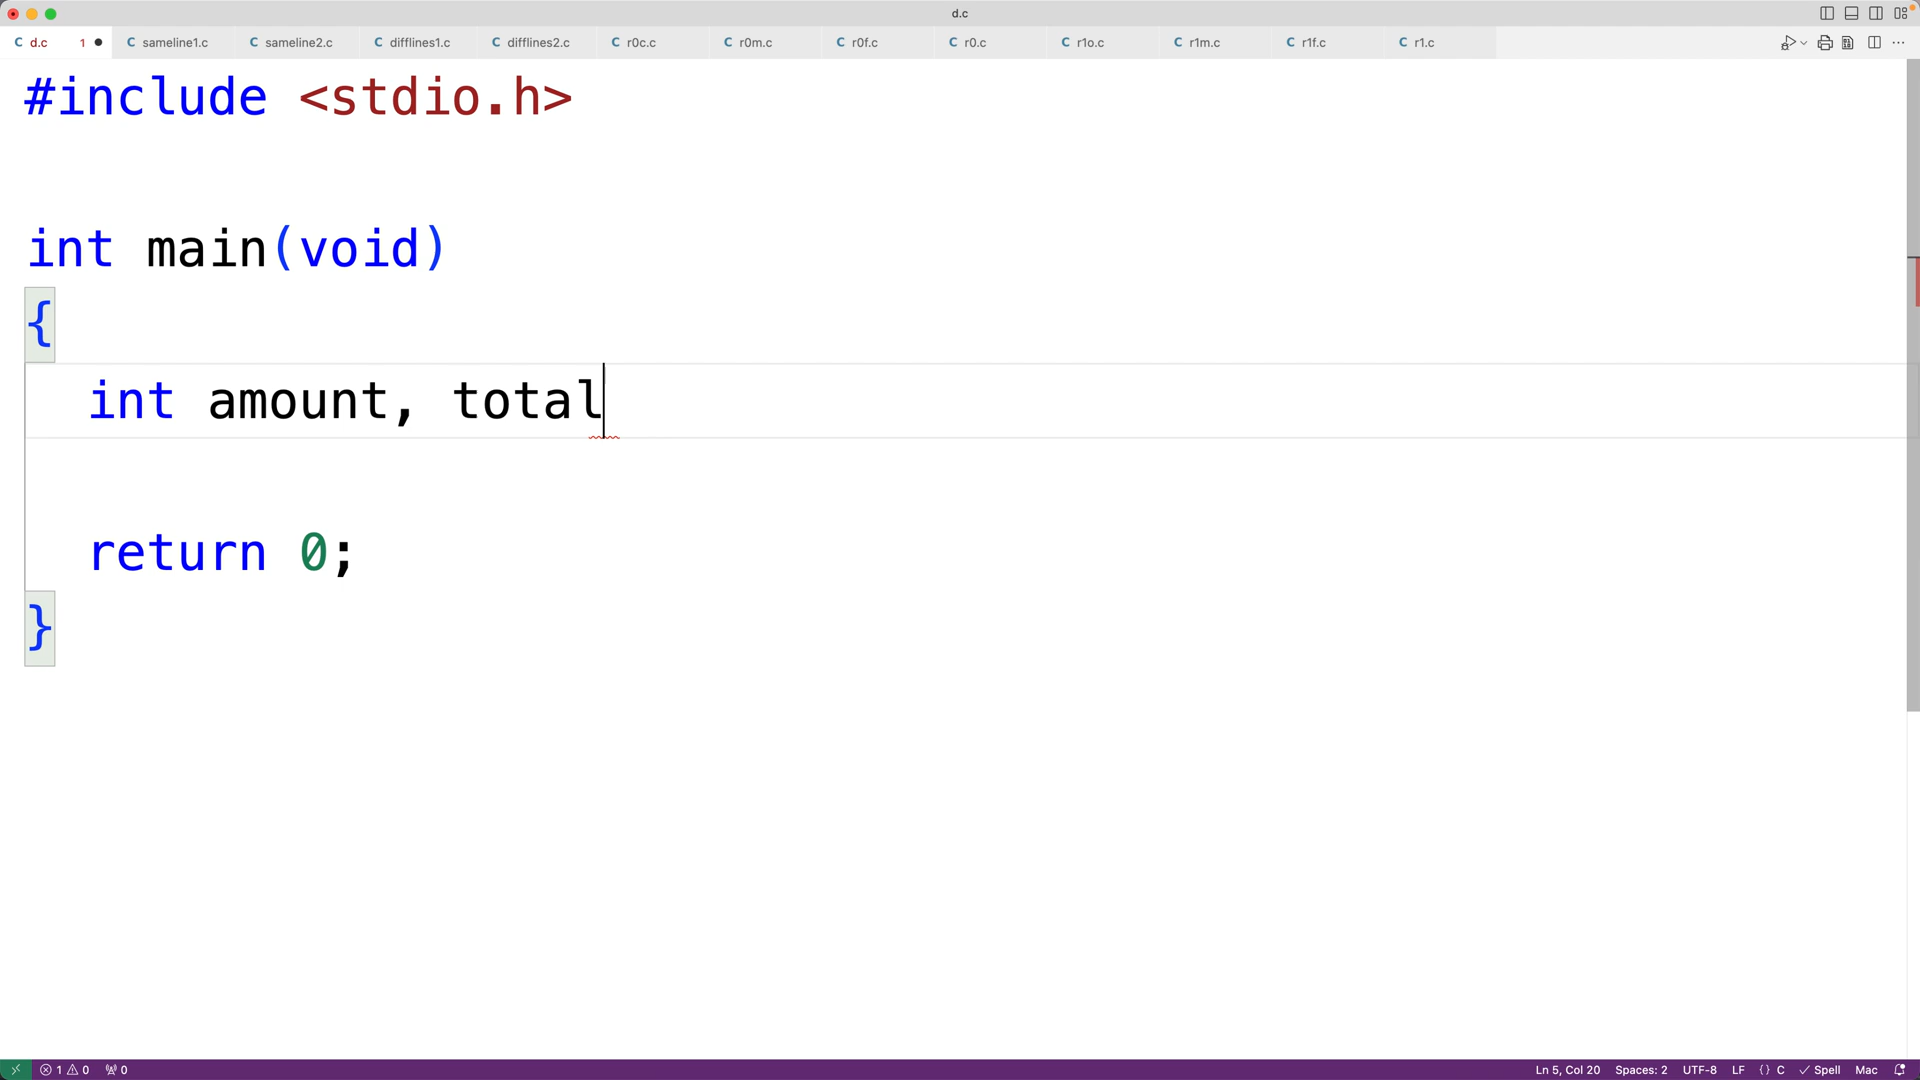 d.c
C d.c 1 C sameline1.c C sameline2.c C difflines1.c C difflines2.c C r0c.c C r0m.c C r0f.c C r0.c C r1o.c C r1m.c C r1f.c C r1.c
#include <stdio.h>
int main(void)
{
int amount, total
return 0;
}
1 0 0 Ln 5, Col 20 Spaces: 2 UTF-8 LF {} C Spell Mac